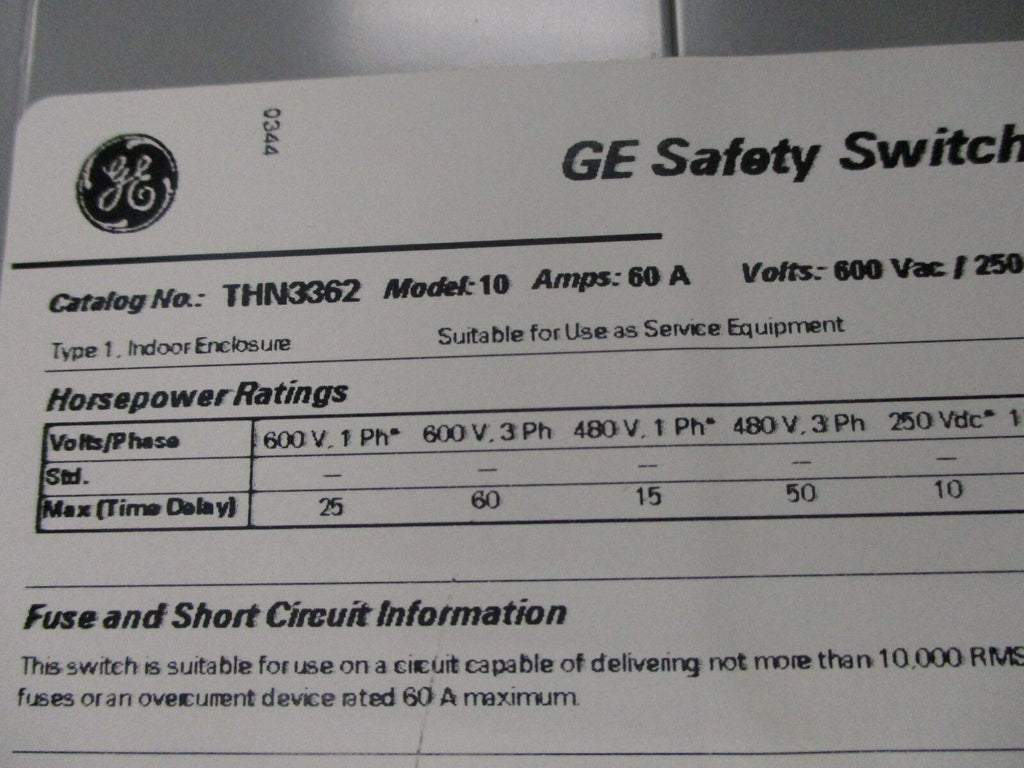 0344
GE
GE Safety Switch
Catalog No.: THN3362 Model: 10 Amps: 60 A Volts: 600 Vac / 250
Type 1, Indoor Enclosure Suitable for Use as Service Equipment
Horsepower Ratings
Volts/Phase 600 V, 1 Ph* 600 V, 3 Ph 480 V, 1 Ph* 480 V, 3 Ph 250 Vdc* 1
Std. — — — — —
Max (Time Delay) 25 60 15 50 10
Fuse and Short Circuit Information
This switch is suitable for use on a circuit capable of delivering not more than 10,000 RMS
fuses or an overcurrent device rated 60 A maximum.